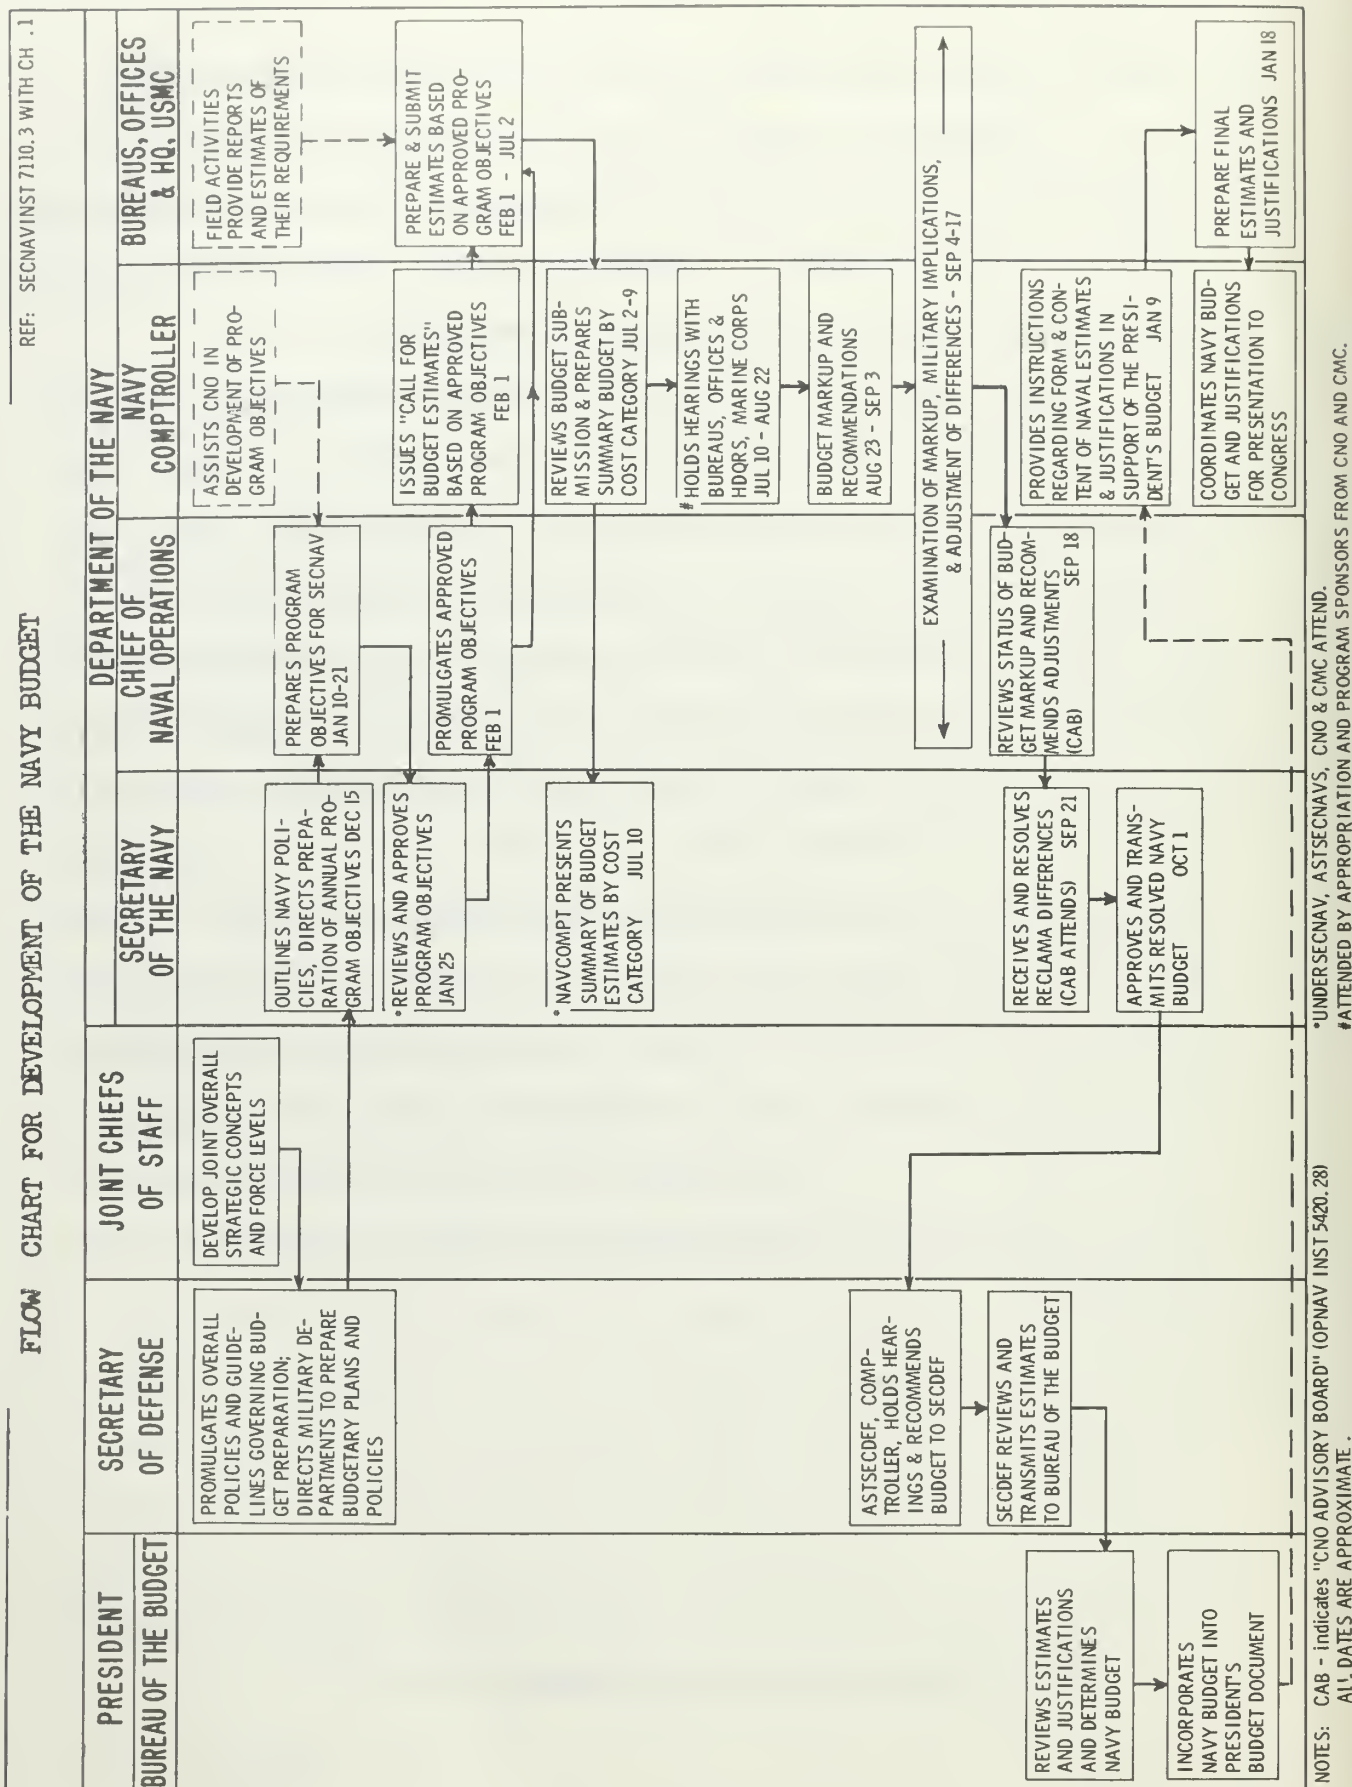 REF: SECNAVINST 7110.3 WITH CH .1
FLOW CHART FOR DEVELOPMENT OF THE NAVY BUDGET
PRESIDENT
BUREAU OF THE BUDGET
SECRETARY
OF DEFENSE
JOINT CHIEFS
OF STAFF
DEPARTMENT OF THE NAVY
SECRETARY
OF THE NAVY
CHIEF OF
NAVAL OPERATIONS
NAVY
COMPTROLLER
BUREAUS, OFFICES
& HQ, USMC
REVIEWS ESTIMATES
AND JUSTIFICATIONS
AND DETERMINES
NAVY BUDGET
INCORPORATES
NAVY BUDGET INTO
PRESIDENT'S
BUDGET DOCUMENT
PROMULGATES OVERALL
POLICIES AND GUIDE-
LINES GOVERNING BUD-
GET PREPARATION;
DIRECTS MILITARY DE-
PARTMENTS TO PREPARE
BUDGETARY PLANS AND
POLICIES
ASTSECDEF, COMP-
TROLLER, HOLDS HEAR-
INGS & RECOMMENDS
BUDGET TO SECDEF
SECDEF REVIEWS AND
TRANSMITS ESTIMATES
TO BUREAU OF THE BUDGET
DEVELOP JOINT OVERALL
STRATEGIC CONCEPTS
AND FORCE LEVELS
OUTLINES NAVY POLI-
CIES, DIRECTS PREPA-
RATION OF ANNUAL PRO-
GRAM OBJECTIVES DEC 15
*REVIEWS AND APPROVES
PROGRAM OBJECTIVES
JAN 25
* NAVCOMPT PRESENTS
SUMMARY OF BUDGET
ESTIMATES BY COST
CATEGORY JUL 10
RECEIVES AND RESOLVES
RECLAMA DIFFERENCES
(CAB ATTENDS) SEP 21
APPROVES AND TRANS-
MITS RESOLVED NAVY
BUDGET OCT 1
PREPARES PROGRAM
OBJECTIVES FOR SECNAV
JAN 10-21
PROMULGATES APPROVED
PROGRAM OBJECTIVES
FEB 1
EXAMINATION OF MARKUP, MILITARY IMPLICATIONS,
& ADJUSTMENT OF DIFFERENCES - SEP 4-17
REVIEWS STATUS OF BUD-
GET MARKUP AND RECOM-
MENDS ADJUSTMENTS
(CAB) SEP 18
ASSISTS CNO IN
DEVELOPMENT OF PRO-
GRAM OBJECTIVES
ISSUES "CALL FOR
BUDGET ESTIMATES"
BASED ON APPROVED
PROGRAM OBJECTIVES
FEB 1
REVIEWS BUDGET SUB-
MISSION & PREPARES
SUMMARY BUDGET BY
COST CATEGORY JUL 2-9
# HOLDS HEARINGS WITH
BUREAUS, OFFICES &
HDQRS, MARINE CORPS
JUL 10 - AUG 22
BUDGET MARKUP AND
RECOMMENDATIONS
AUG 23 - SEP 3
PROVIDES INSTRUCTIONS
REGARDING FORM & CON-
TENT OF NAVAL ESTIMATES
& JUSTIFICATIONS IN
SUPPORT OF THE PRESI-
DENT'S BUDGET JAN 9
COORDINATES NAVY BUD-
GET AND JUSTIFICATIONS
FOR PRESENTATION TO
CONGRESS
FIELD ACTIVITIES
PROVIDE REPORTS
AND ESTIMATES OF
THEIR REQUIREMENTS
PREPARE & SUBMIT
ESTIMATES BASED
ON APPROVED PRO-
GRAM OBJECTIVES
FEB 1 - JUL 2
PREPARE FINAL
ESTIMATES AND
JUSTIFICATIONS JAN 18
NOTES: CAB - indicates "CNO ADVISORY BOARD" (OPNAV INST 5420.28)
ALL DATES ARE APPROXIMATE.
*UNDERSECNAV, ASTSECNAVS, CNO & CMC ATTEND.
#ATTENDED BY APPROPRIATION AND PROGRAM SPONSORS FROM CNO AND CMC.